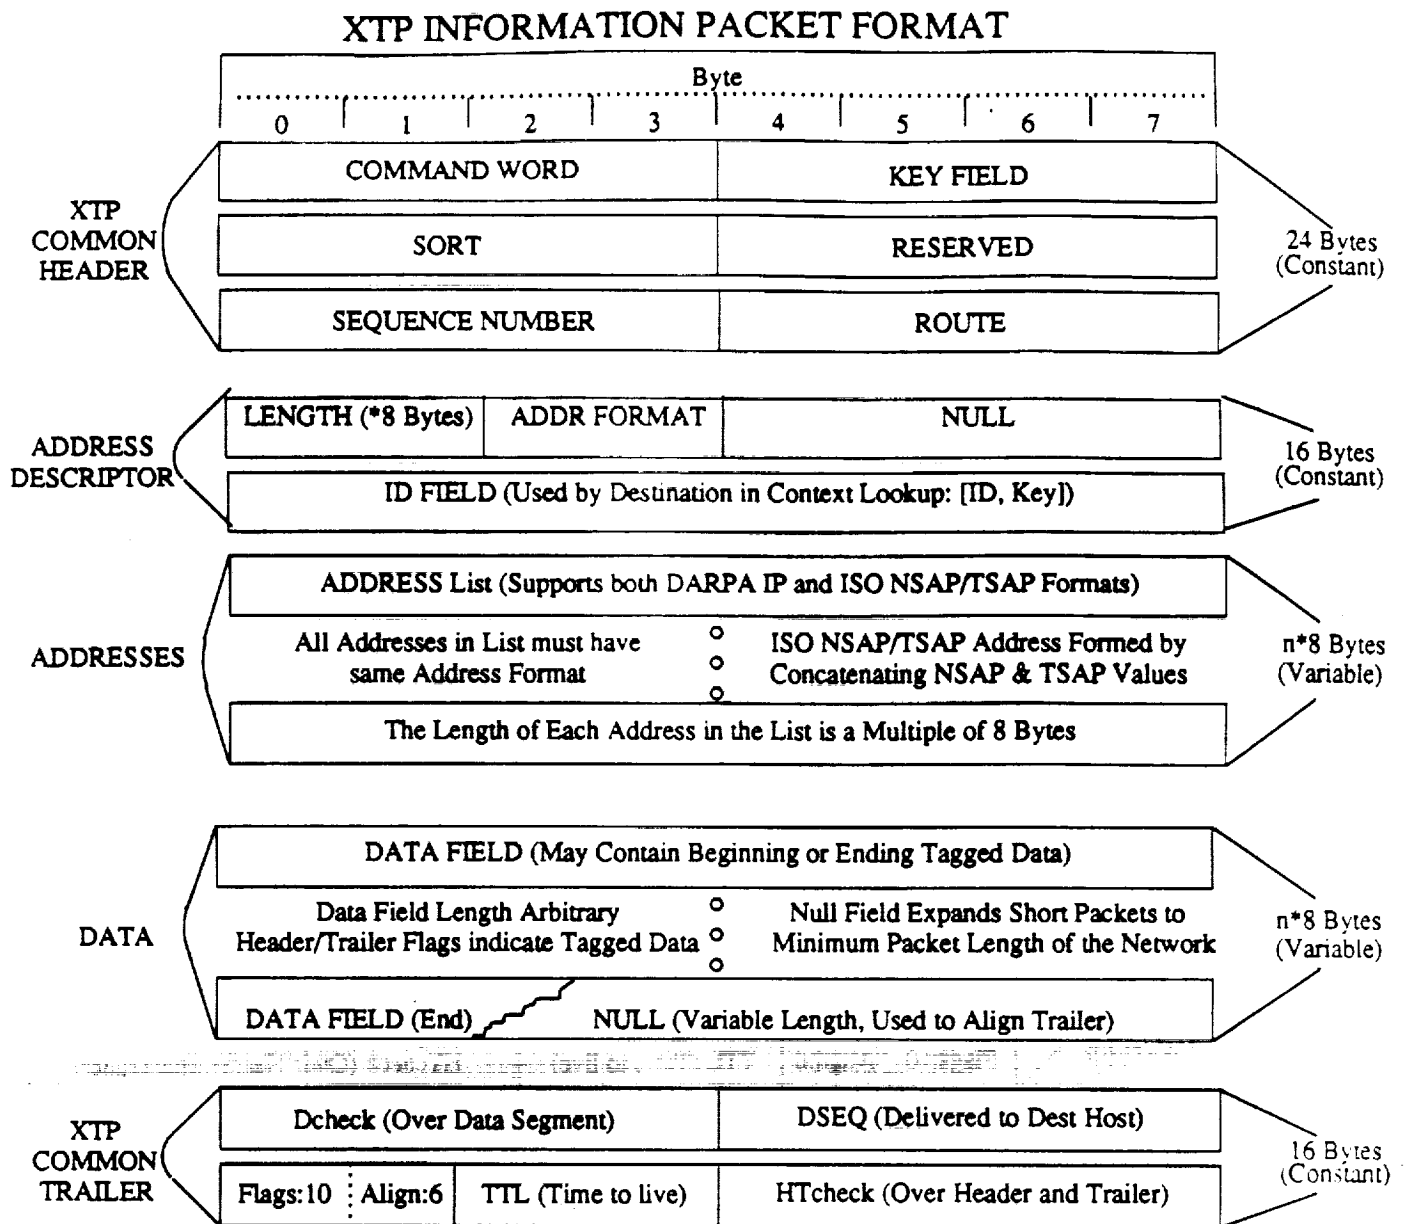 XTP INFORMATION PACKET FORMAT
Byte
0 1 2 3 4 5 6 7
COMMAND WORD
KEY FIELD
XTP
COMMON
HEADER
SORT
RESERVED
24 Bytes
(Constant)
SEQUENCE NUMBER
ROUTE
LENGTH (*8 Bytes)
ADDR FORMAT
NULL
ADDRESS
DESCRIPTOR
16 Bytes
(Constant)
ID FIELD (Used by Destination in Context Lookup: [ID, Key])
ADDRESS List (Supports both DARPA IP and ISO NSAP/TSAP Formats)
ADDRESSES
All Addresses in List must have
same Address Format
ISO NSAP/TSAP Address Formed by
Concatenating NSAP & TSAP Values
n*8 Bytes
(Variable)
The Length of Each Address in the List is a Multiple of 8 Bytes
DATA FIELD (May Contain Beginning or Ending Tagged Data)
DATA
Data Field Length Arbitrary
Header/Trailer Flags indicate Tagged Data
Null Field Expands Short Packets to
Minimum Packet Length of the Network
n*8 Bytes
(Variable)
DATA FIELD (End)
NULL (Variable Length, Used to Align Trailer)
Dcheck (Over Data Segment)
DSEQ (Delivered to Dest Host)
XTP
COMMON
TRAILER
16 Bytes
(Constant)
Flags:10
Align:6
TTL (Time to live)
HTcheck (Over Header and Trailer)